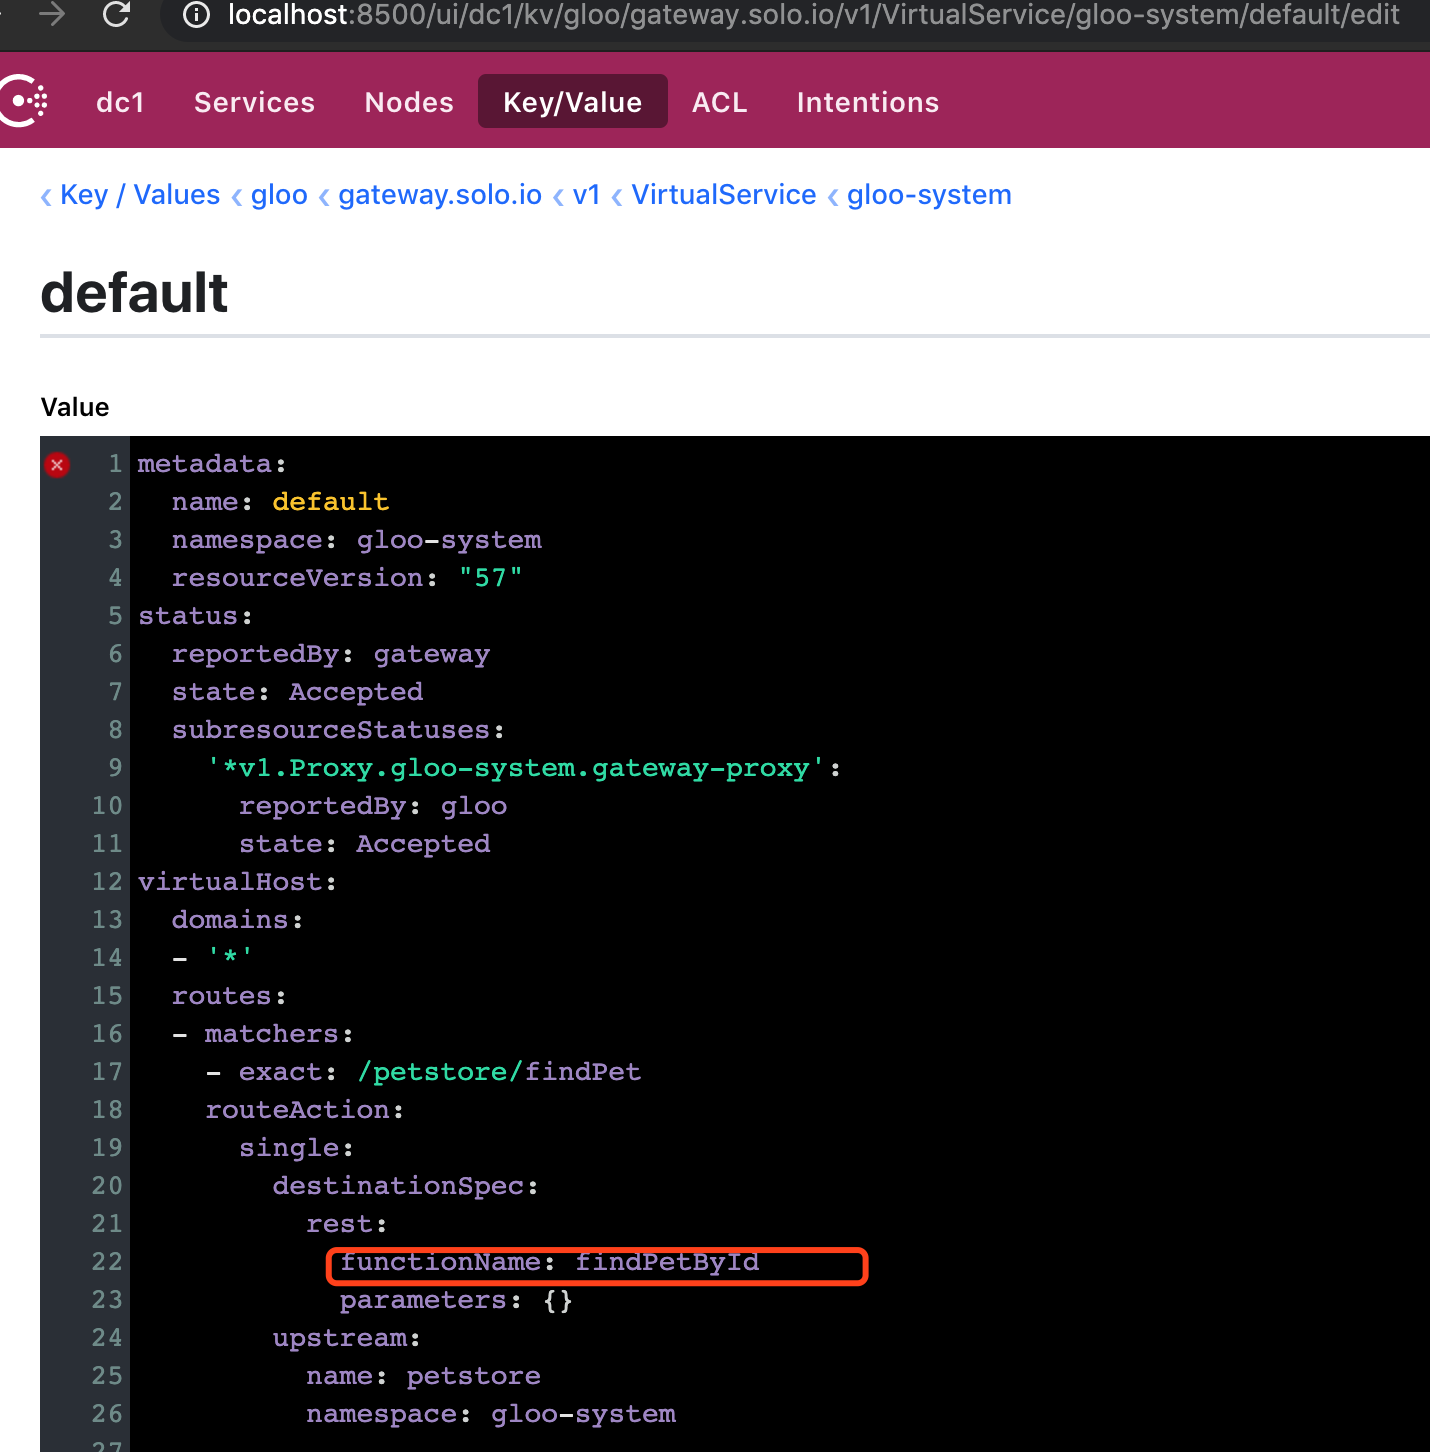 localhost:8500/ui/dc1/kv/gloo/gateway.solo.io/v1/VirtualService/gloo-system/default/edit
dc1 Services Nodes Key/Value ACL Intentions
‹ Key / Values ‹ gloo ‹ gateway.solo.io ‹ v1 ‹ VirtualService ‹ gloo-system
default
Value
1 metadata:
2   name: default
3   namespace: gloo-system
4   resourceVersion: "57"
5 status:
6   reportedBy: gateway
7   state: Accepted
8   subresourceStatuses:
9     '*v1.Proxy.gloo-system.gateway-proxy':
10       reportedBy: gloo
11       state: Accepted
12 virtualHost:
13   domains:
14   - '*'
15   routes:
16   - matchers:
17     - exact: /petstore/findPet
18     routeAction:
19       single:
20         destinationSpec:
21           rest:
22             functionName: findPetById
23             parameters: {}
24         upstream:
25           name: petstore
26           namespace: gloo-system
27